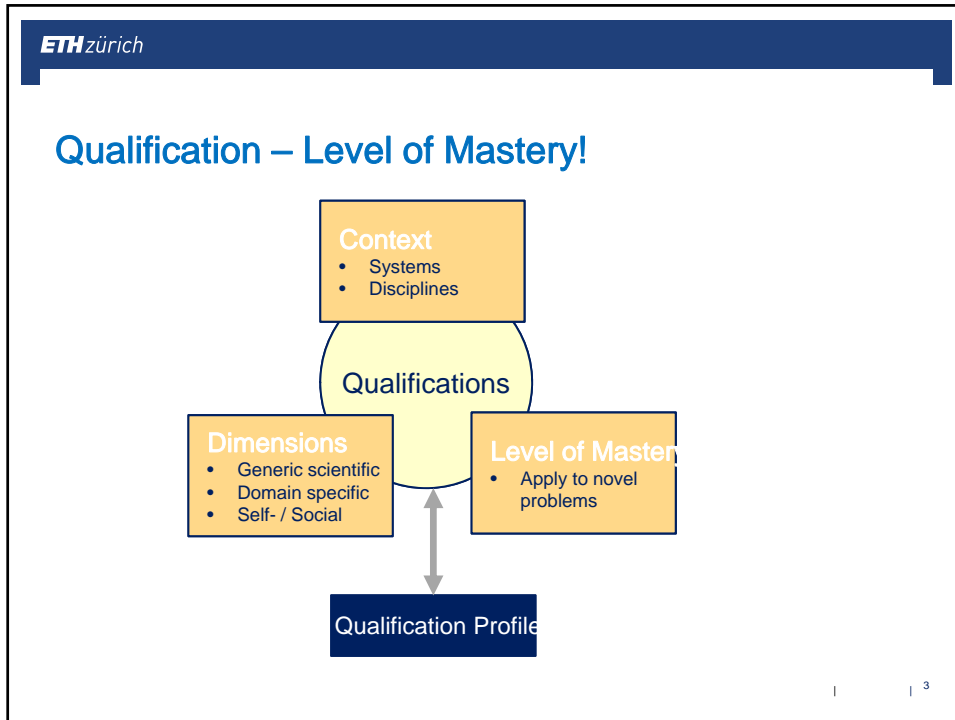 ETH zürich
Qualification – Level of Mastery!
Context
• Systems
• Disciplines
Qualifications
Dimensions
• Generic scientific
• Domain specific
• Self- / Social
Level of Mastery
• Apply to novel
problems
Qualification Profile
| | 3